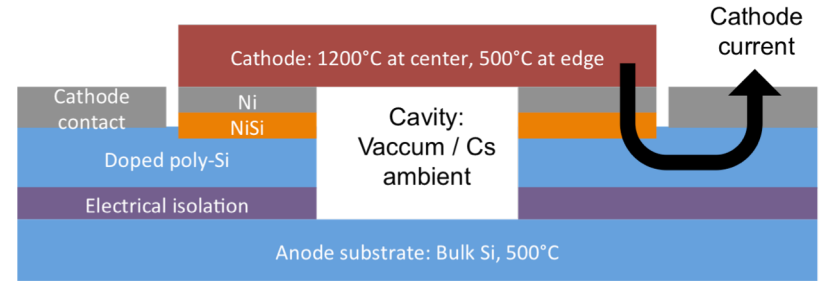 Cathode
current
Cathode: 1200°C at center, 500°C at edge
Cathode
contact
Ni
NiSi
Cavity:
Vaccum / Cs
ambient
Doped poly-Si
Electrical isolation
Anode substrate: Bulk Si, 500°C